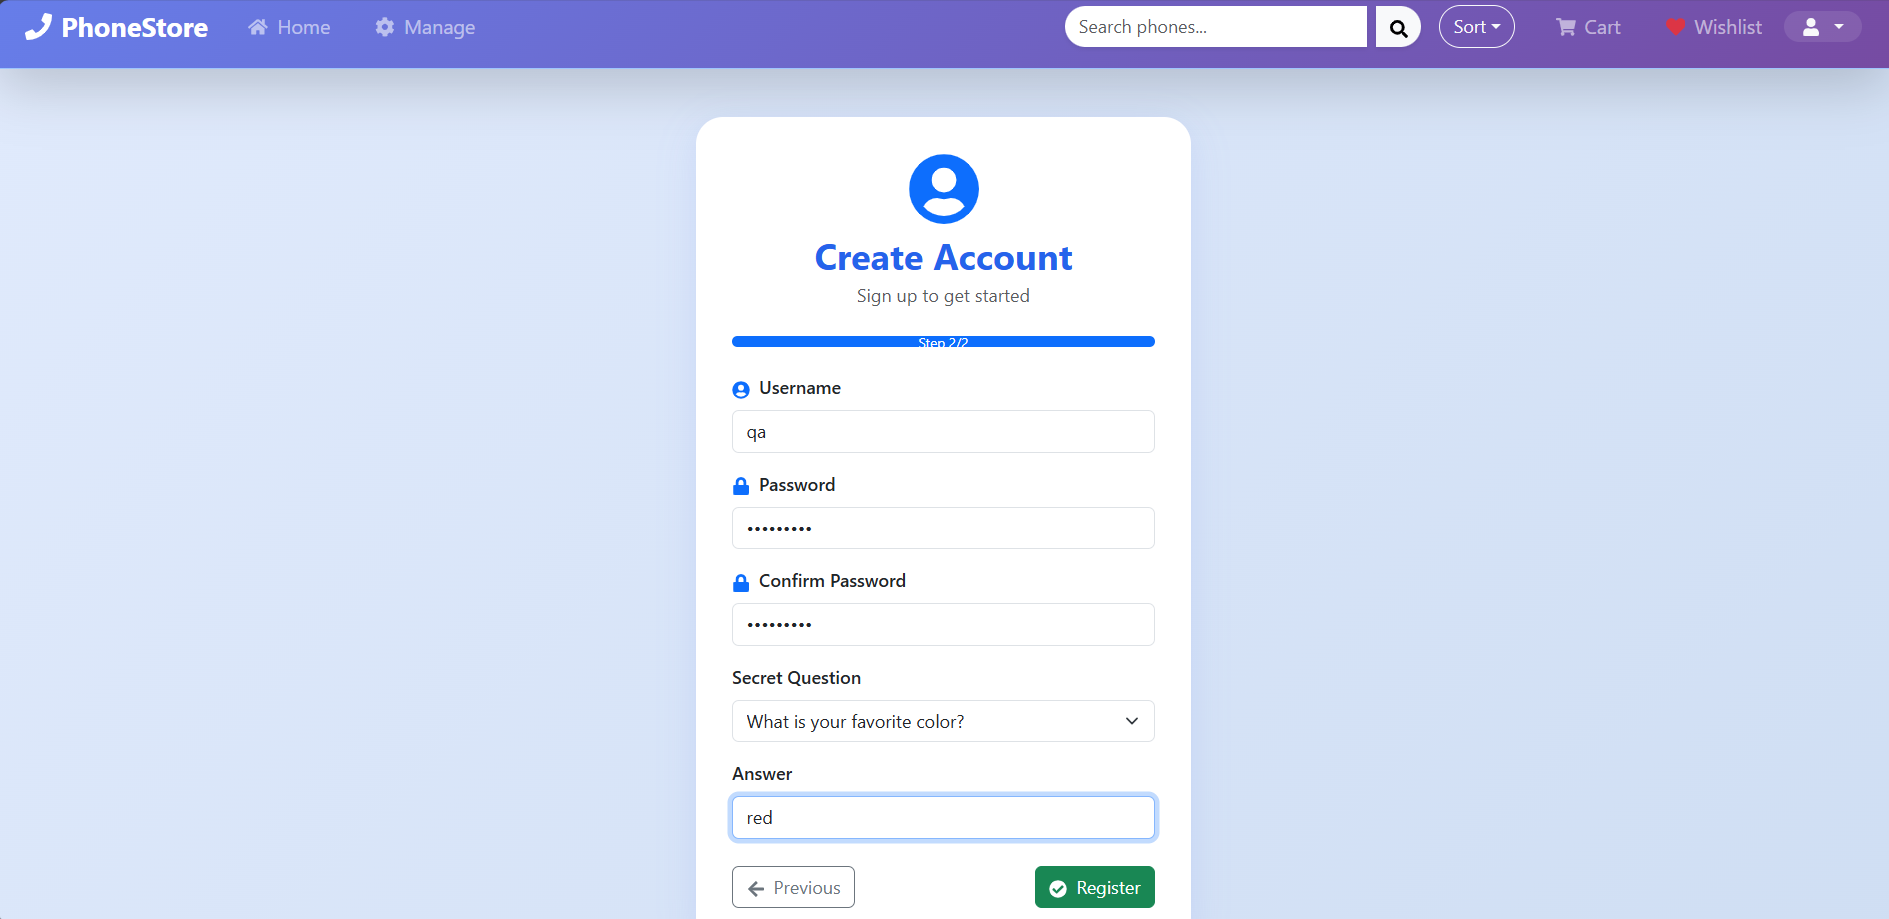 PhoneStore Home Manage Search phones... Sort Cart Wishlist
Create Account
Sign up to get started
Step 2/2
Username
qa
Password
•••••••••
Confirm Password
•••••••••
Secret Question
What is your favorite color?
Answer
red
Previous Register